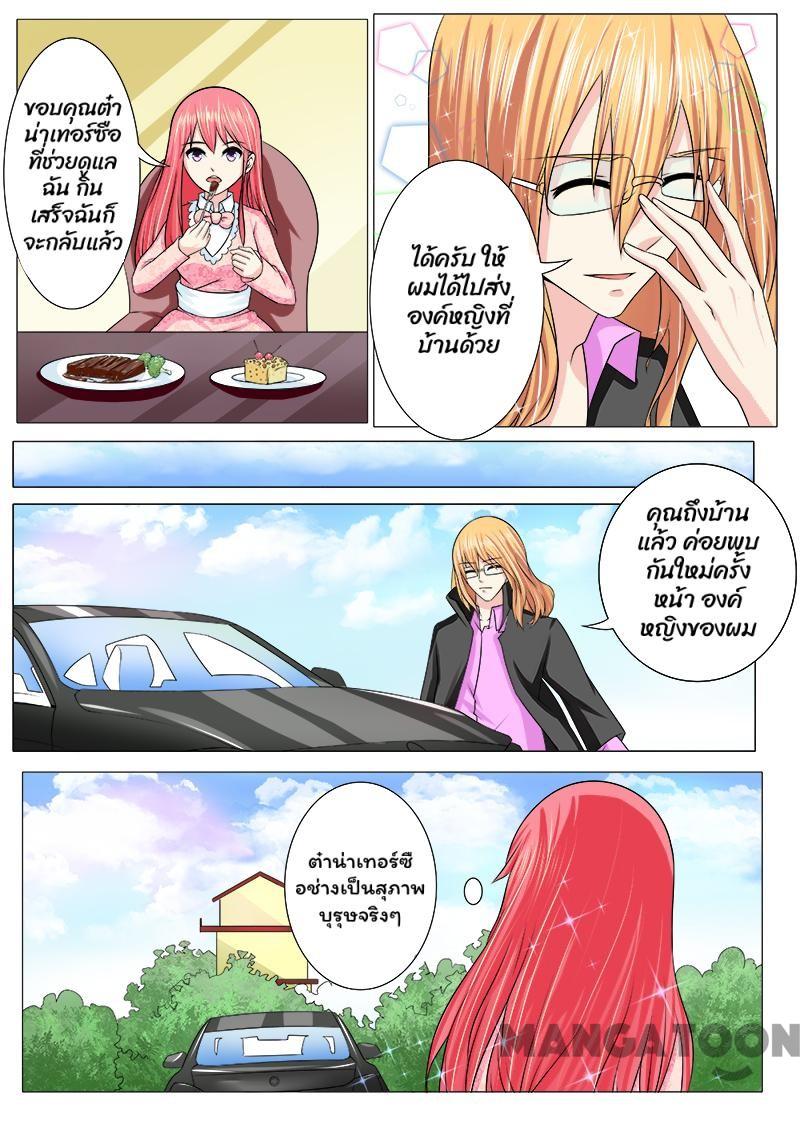 ขอบคุณต๋า
น่าเทอร์ซือ
ที่ช่วยดูแล
ฉัน กิน
เสร็จฉันก็
จะกลับแล้ว
ได้ครับ ให้
ผมได้ไปส่ง
องค์หญิงที่
บ้านด้วย
คุณถึงบ้าน
แล้ว ค่อยพบ
กันใหม่ครั้ง
หน้า องค์
หญิงของผม
ต๋าน่าเทอร์ซื
อช่างเป็นสุภาพ
บุรุษจริงๆ
MANGATOON